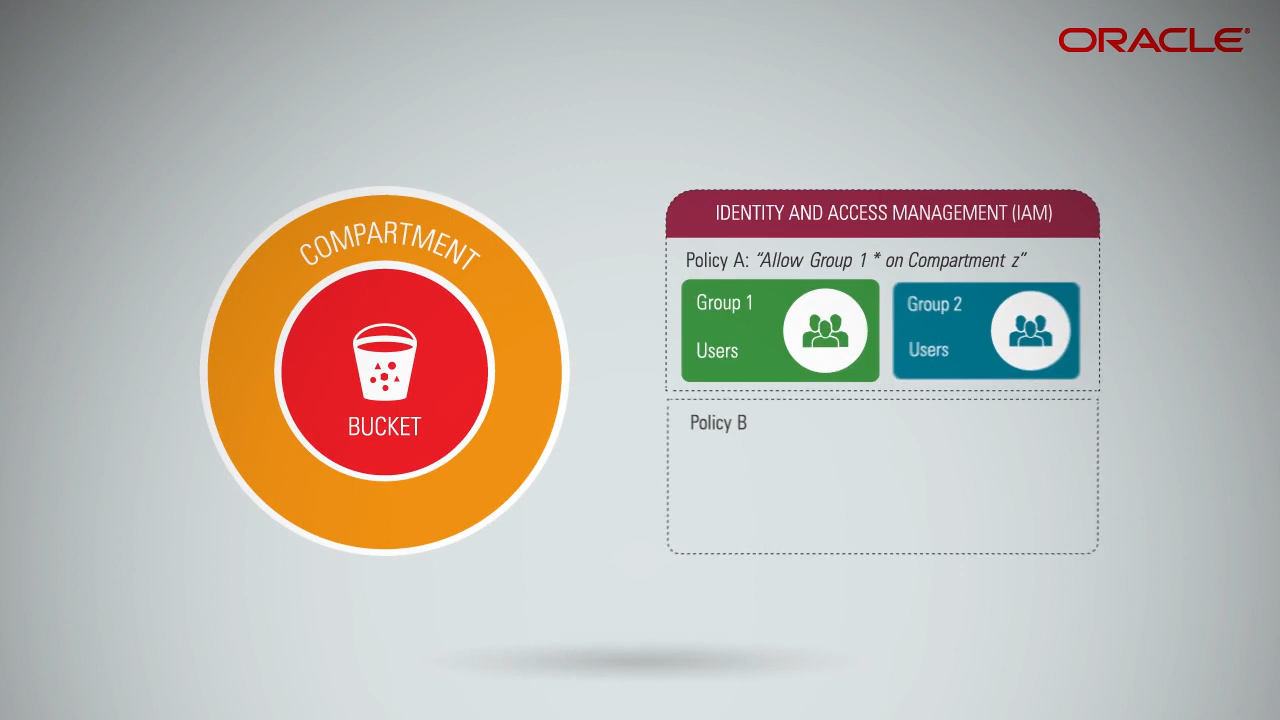 ORACLE®
COMPARTMENT
BUCKET
IDENTITY AND ACCESS MANAGEMENT (IAM)
Policy A: “Allow Group 1 * on Compartment z”
Group 1
Users
Group 2
Users
Policy B